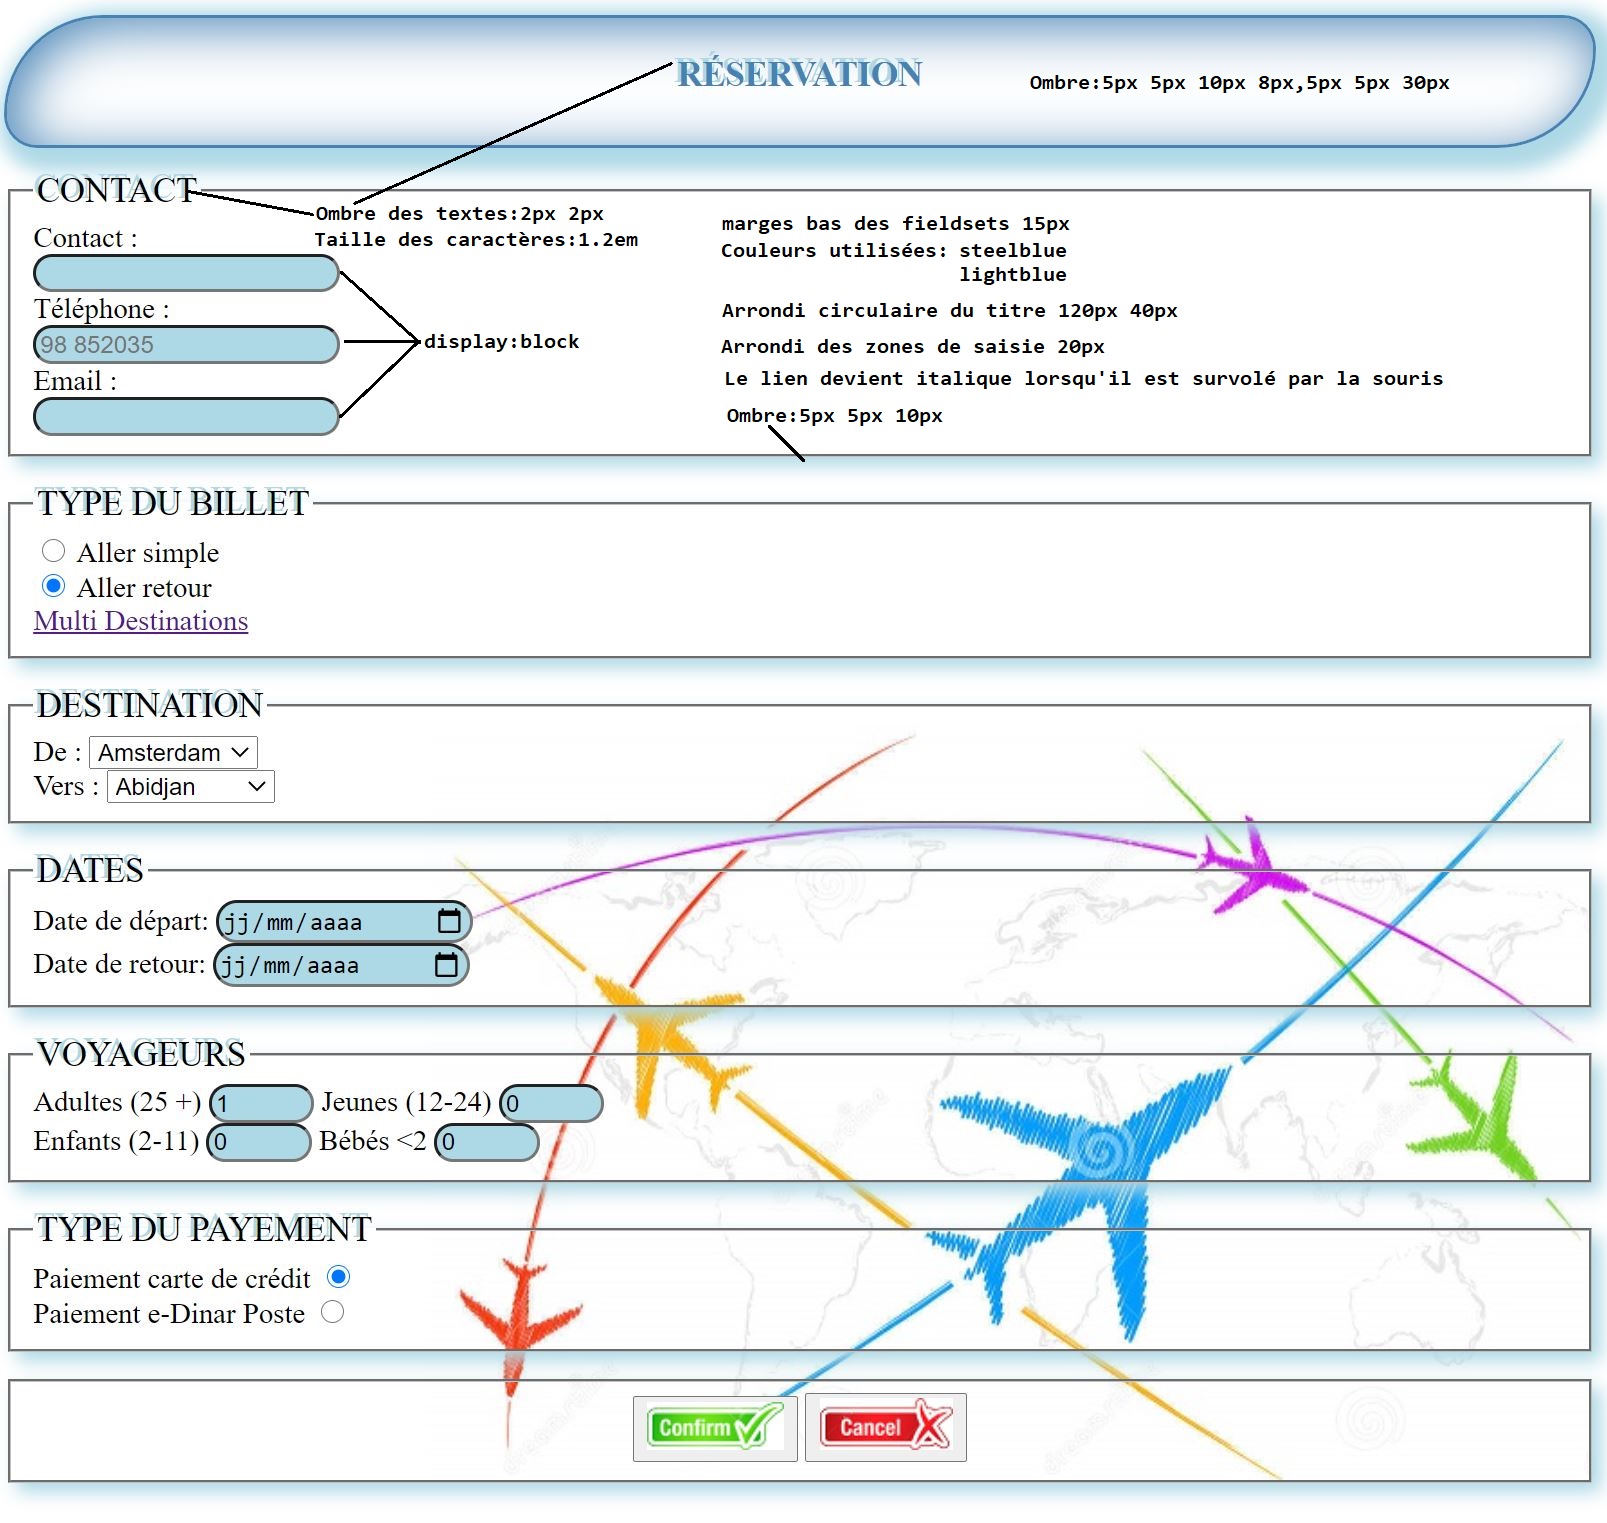 RÉSERVATION
Ombre:5px 5px 10px 8px,5px 5px 30px
CONTACT
Ombre des textes:2px 2px
Taille des caractères:1.2em
marges bas des fieldsets 15px
Couleurs utilisées: steelblue
lightblue
Contact :
Arrondi circulaire du titre 120px 40px
Téléphone :
98 852035
display:block
Arrondi des zones de saisie 20px
Email :
Le lien devient italique lorsqu'il est survolé par la souris
Ombre:5px 5px 10px
TYPE DU BILLET
Aller simple
Aller retour
Multi Destinations
DESTINATION
De : Amsterdam
Vers : Abidjan
DATES
Date de départ: jj/mm/aaaa
Date de retour: jj/mm/aaaa
VOYAGEURS
Adultes (25 +) 1 Jeunes (12-24) 0
Enfants (2-11) 0 Bébés <2 0
TYPE DU PAYEMENT
Paiement carte de crédit
Paiement e-Dinar Poste
Confirm Cancel